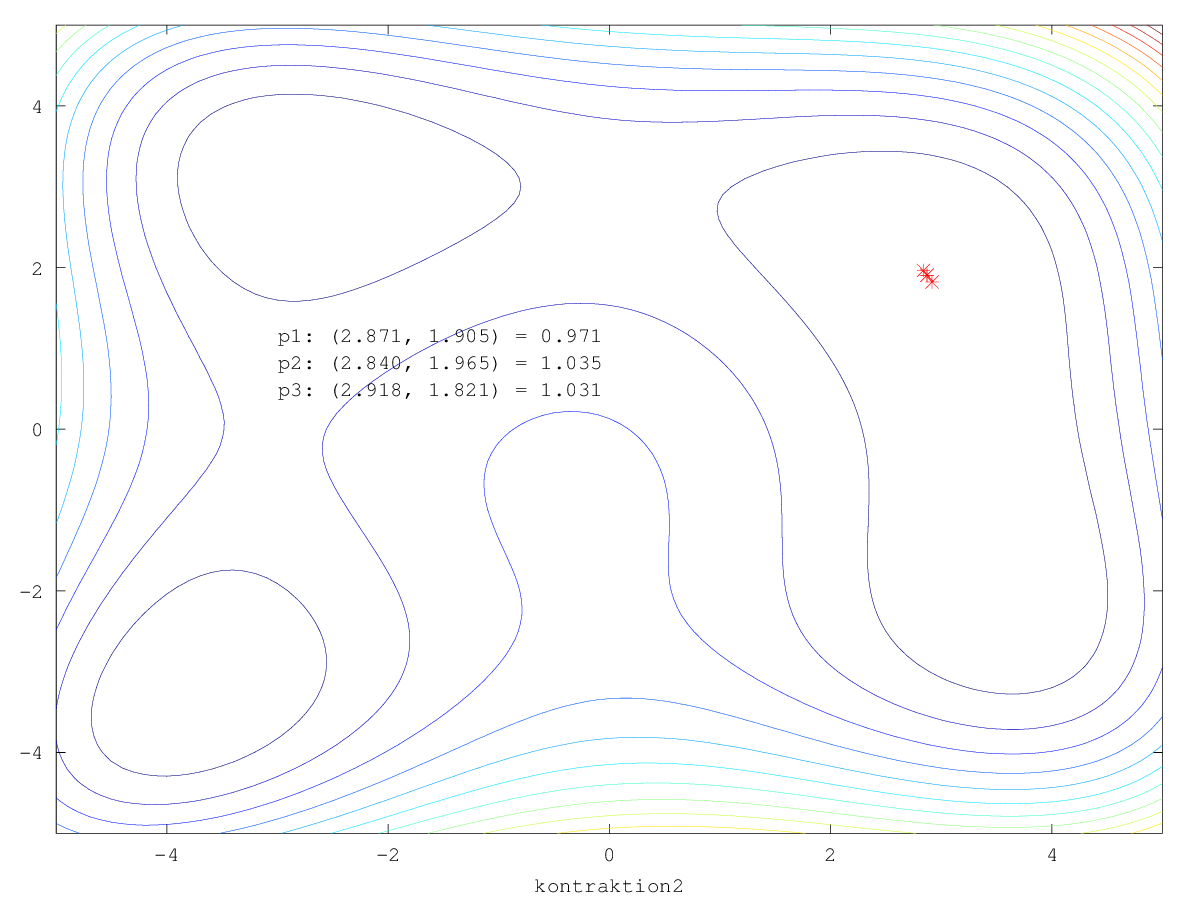 4
2
p1: (2.871, 1.905) = 0.971
p2: (2.840, 1.965) = 1.035
p3: (2.918, 1.821) = 1.031
0
-2
-4
-4 -2 0 2 4
kontraktion2